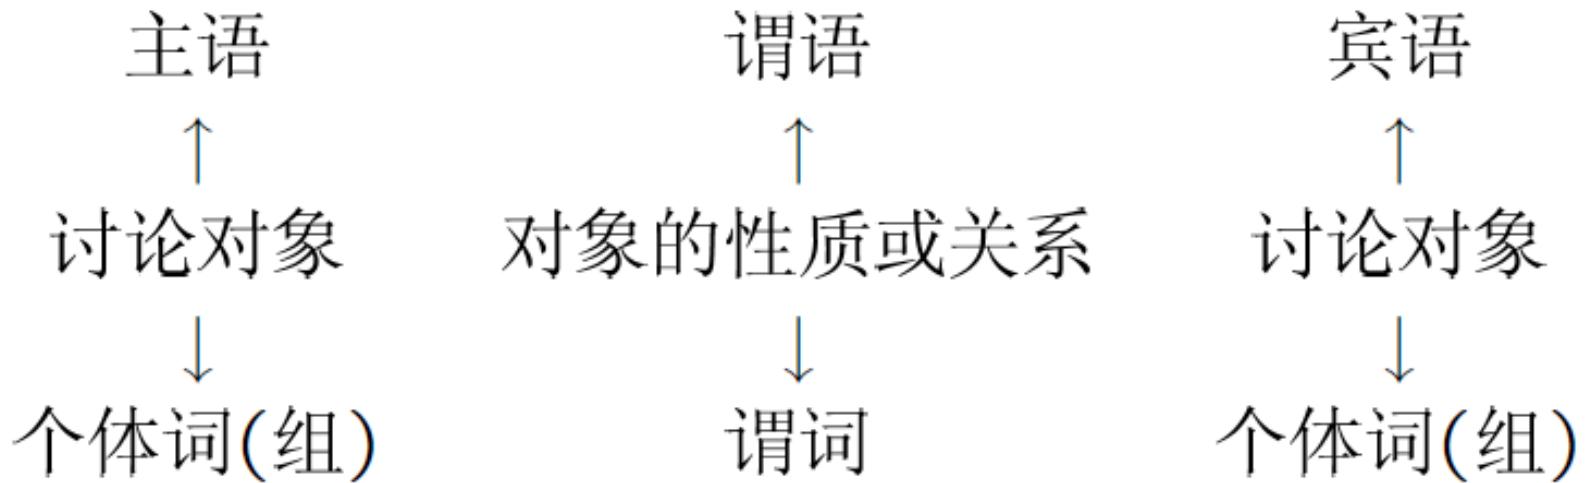 主语 谓语 宾语
↑ ↑ ↑
讨论对象 对象的性质或关系 讨论对象
↓ ↓ ↓
个体词(组) 谓词 个体词(组)